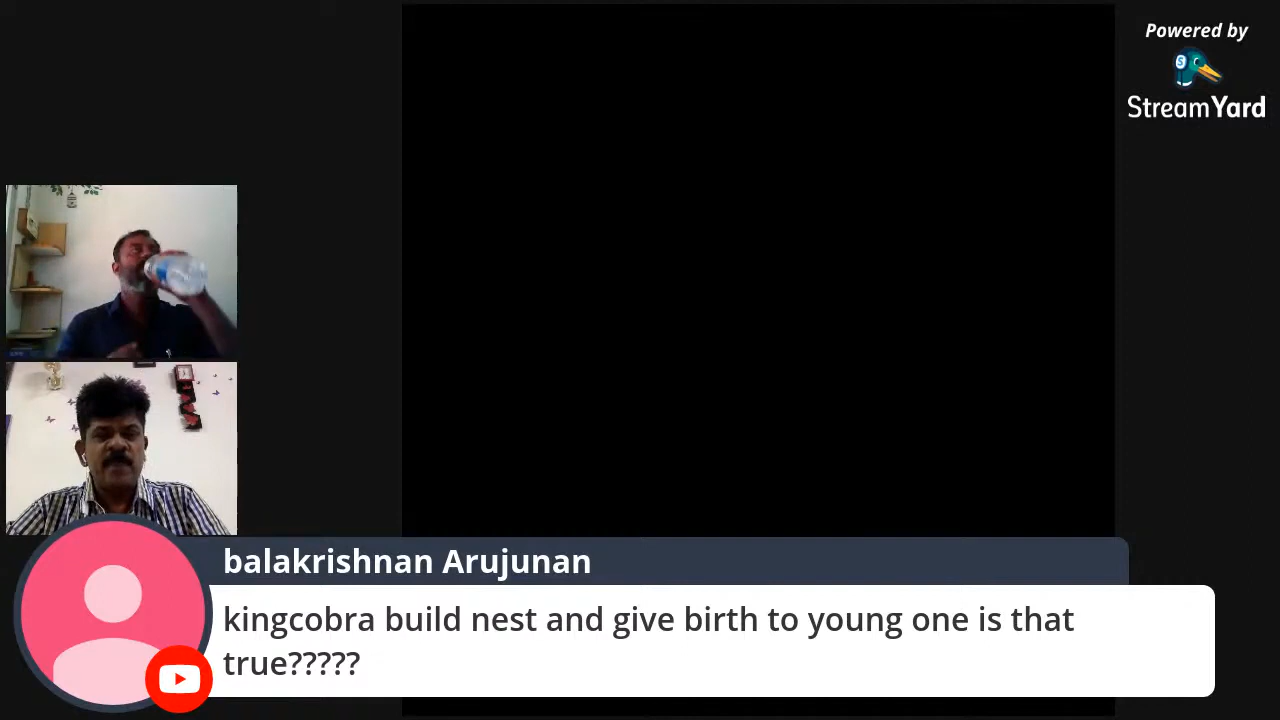 Powered by
StreamYard
balakrishnan Arujunan
kingcobra build nest and give birth to young one is that
true?????